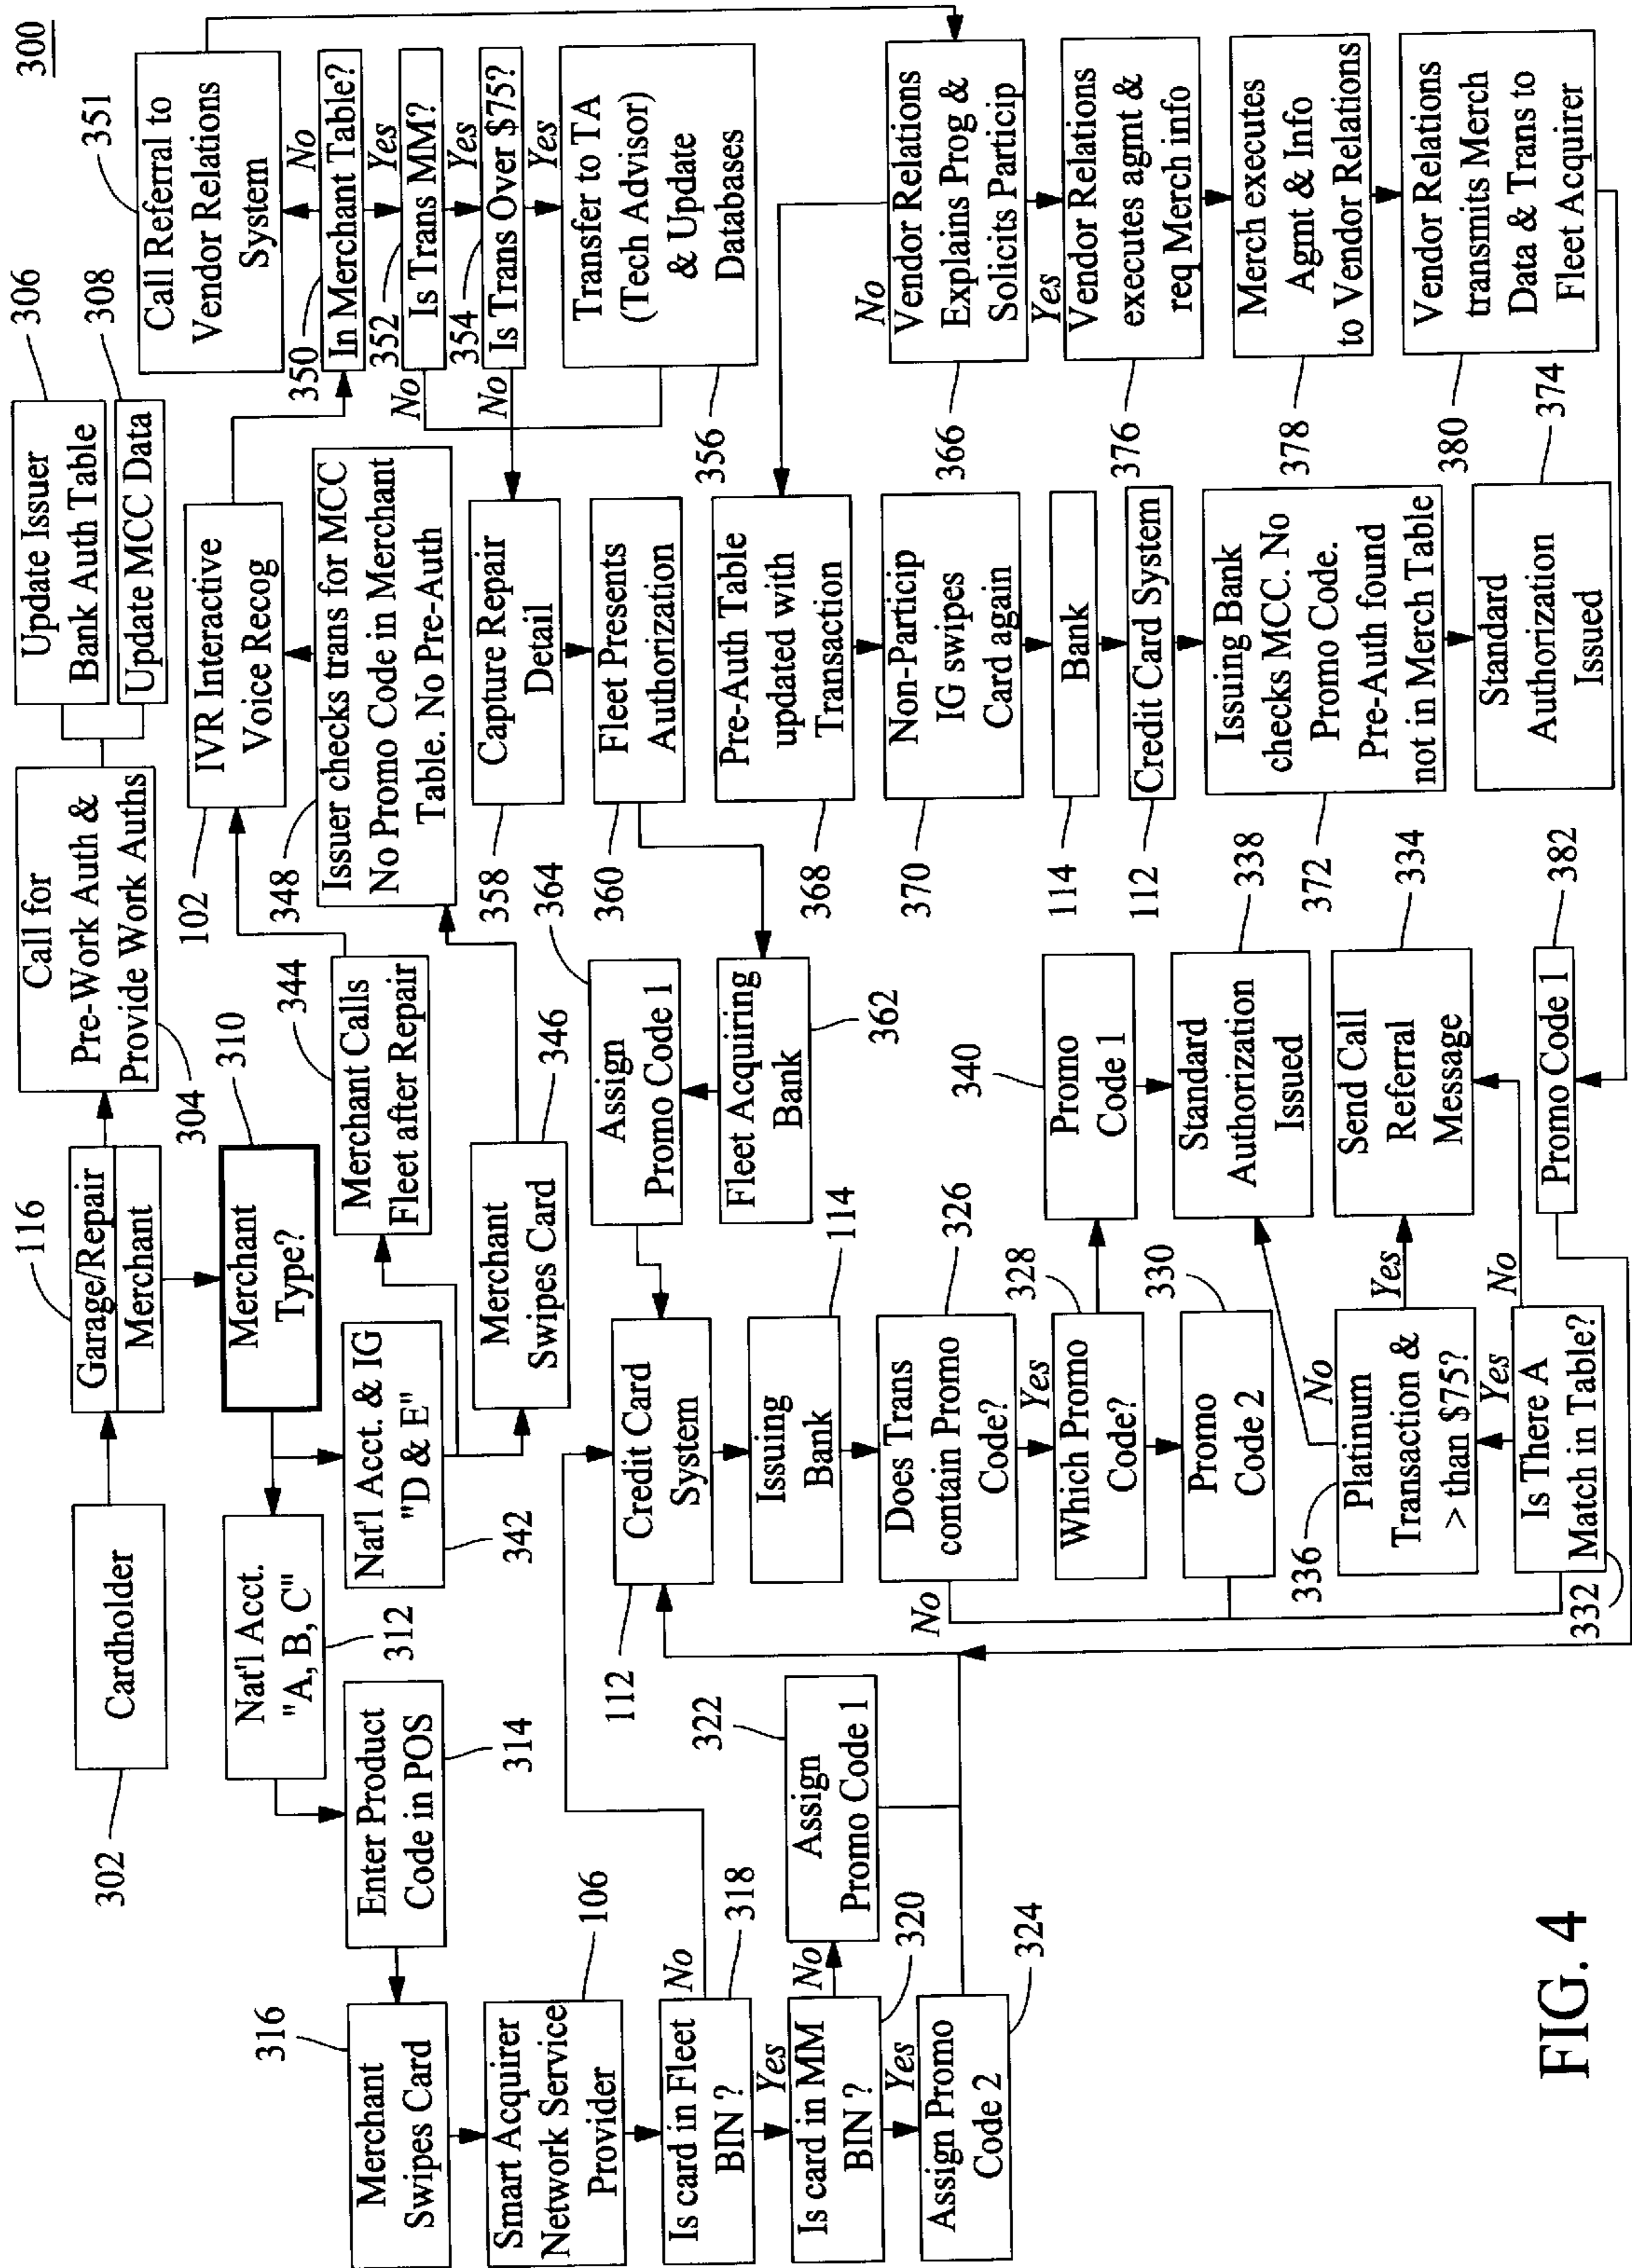 300
Cardholder
302
116
Garage/Repair
Merchant
Call for
Pre-Work Auth &
Provide Work Auths
304
Update Issuer
Bank Auth Table
306
Update MCC Data
308
Merchant
Type?
310
Nat'l Acct.
"A, B, C"
312
Enter Product
Code in POS
314
316
Merchant
Swipes Card
Smart Acquirer
Network Service
Provider
106
Is card in Fleet
BIN ?
318
No
Yes
Is card in MM
BIN ?
320
No
Yes
Assign
Promo Code 1
322
Assign Promo
Code 2
324
Nat'l Acct. & IG
"D & E"
342
Merchant Calls
Fleet after Repair
344
Merchant
Swipes Card
346
IVR Interactive
Voice Recog
102
Issuer checks trans for MCC
No Promo Code in Merchant
Table. No Pre-Auth
348
Call Referral to
Vendor Relations
System
351
No
In Merchant Table?
350
Yes
Is Trans MM?
352
No
Yes
Is Trans Over $75?
354
No
Yes
Transfer to TA
(Tech Advisor)
& Update
Databases
356
Capture Repair
Detail
358
Fleet Presents
Authorization
360
Fleet Acquiring
Bank
362
Assign
Promo Code 1
364
Credit Card
System
112
Issuing
Bank
114
Does Trans
contain Promo
Code?
326
No
Yes
Which Promo
Code?
328
Promo
Code 2
330
Promo
Code 1
340
Standard
Authorization
Issued
338
Platinum
Transaction &
> than $75?
336
No
Yes
Send Call
Referral
Message
334
Yes
Is There A
Match in Table?
332
No
Promo Code 1
382
Vendor Relations
Explains Prog &
Solicits Particip
366
No
Yes
Pre-Auth Table
updated with
Transaction
368
Non-Particip
IG swipes
Card again
370
Bank
114
Credit Card System
112
Issuing Bank
checks MCC. No
Promo Code.
Pre-Auth found
not in Merch Table
372
Standard
Authorization
Issued
374
Vendor Relations
executes agmt &
req Merch info
376
Merch executes
Agmt & Info
to Vendor Relations
378
Vendor Relations
transmits Merch
Data & Trans to
Fleet Acquirer
380
FIG. 4